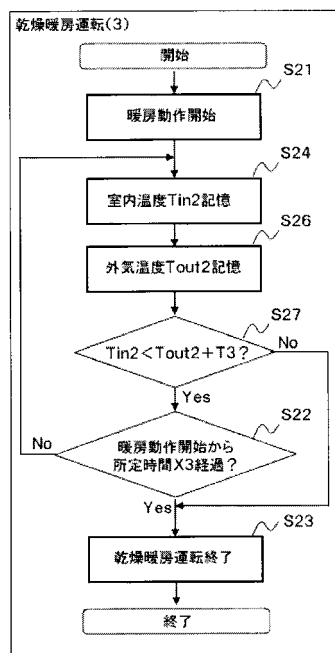 乾燥暖房運転(3)
開始
S21
暖房動作開始
S24
室内温度Tin2記憶
S26
外気温度Tout2記憶
S27
Tin2<Tout2+T3?
No
Yes
S22
No
暖房動作開始から
所定時間X3経過?
Yes
S23
乾燥暖房運転終了
終了